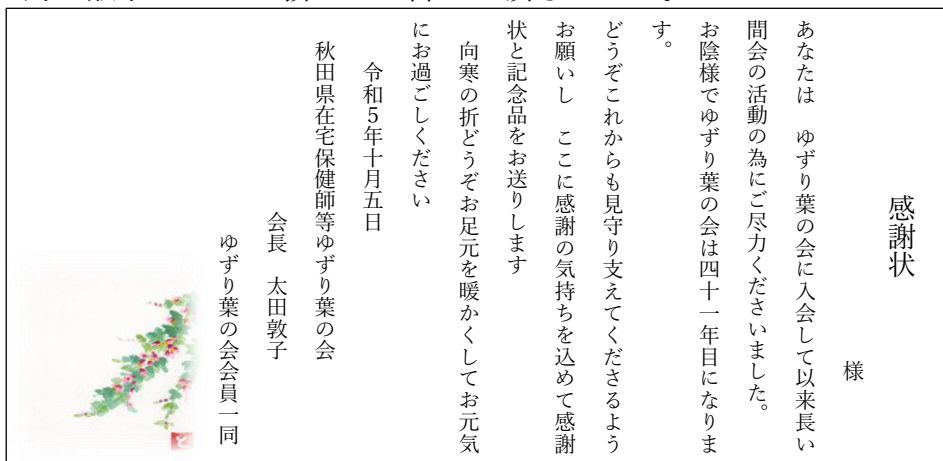 感謝状
様
あなたは　ゆずり葉の会に入会して以来長い
間会の活動の為にご尽力くださいました。
お陰様でゆずり葉の会は四十一年目になりま
す。
どうぞこれからも見守り支えてくださるよう
お願いし　ここに感謝の気持ちを込めて感謝
状と記念品をお送りします
向寒の折どうぞお足元を暖かくしてお元気
にお過ごしください
令和５年十月五日
秋田県在宅保健師等ゆずり葉の会
会長　太田敦子
ゆずり葉の会会員一同